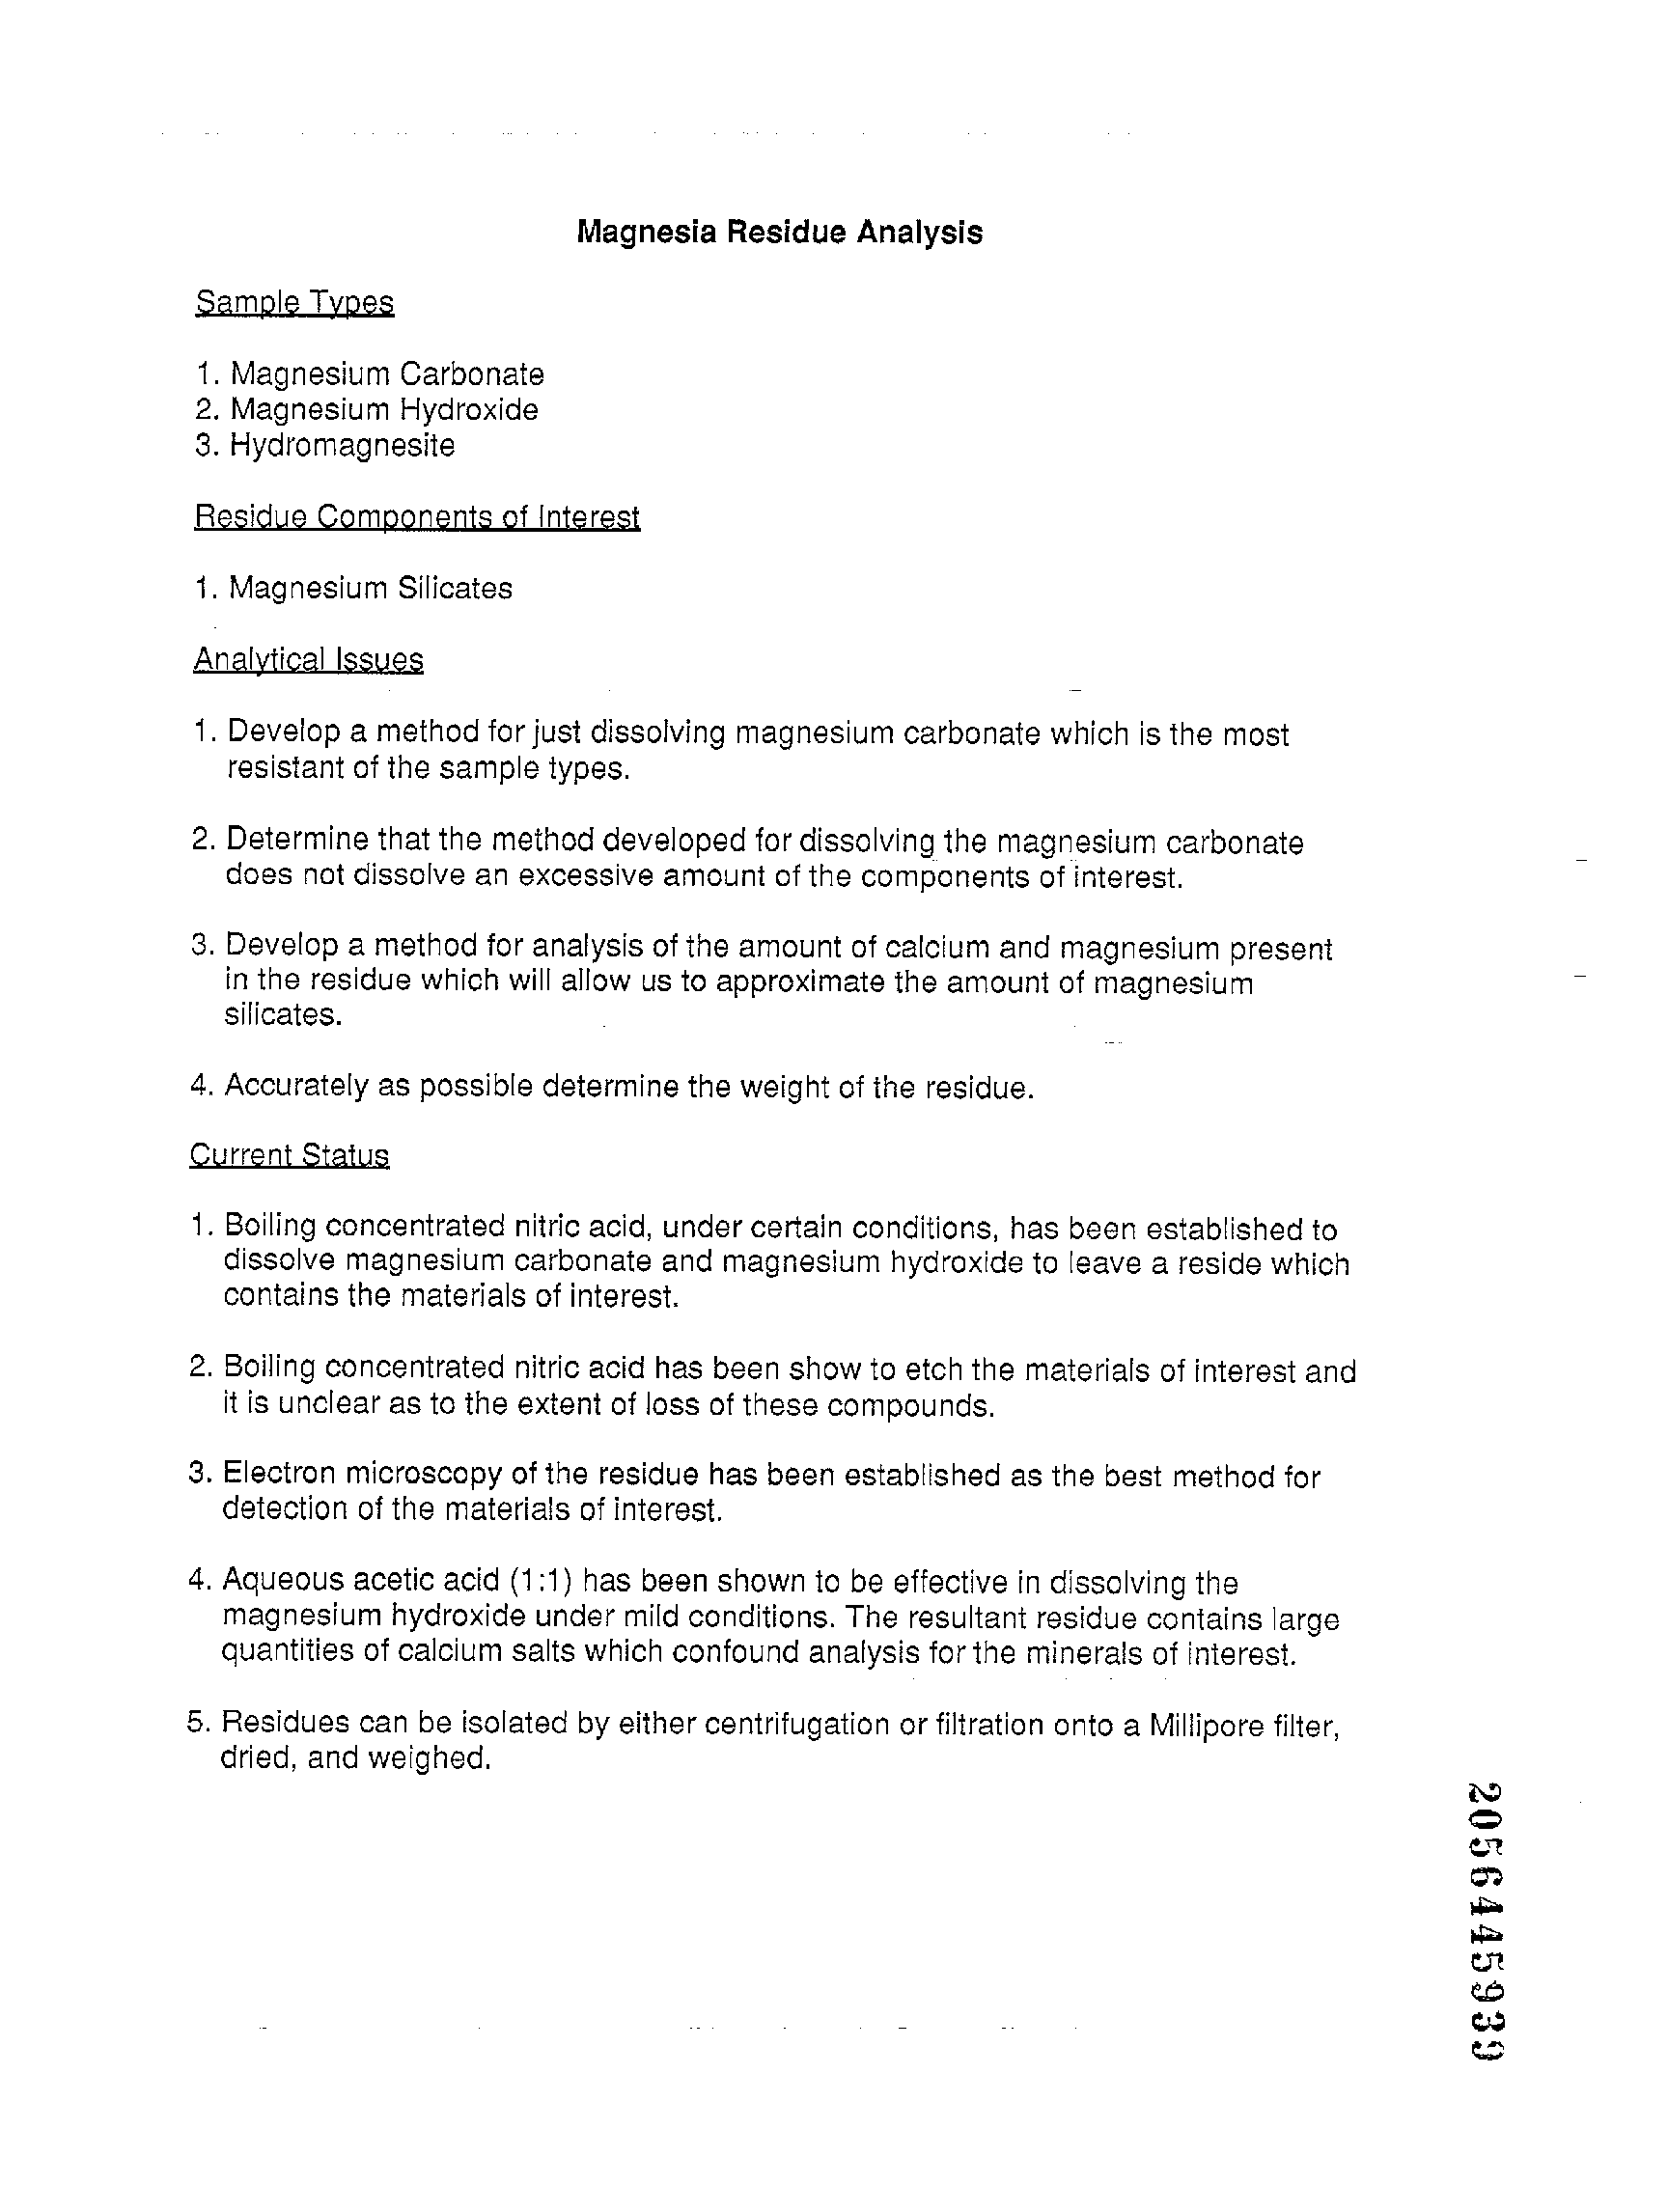 Magnesia Residue Analysis
Sample Types
1. Magnesium Carbonate
2. Magnesium Hydroxide
3. Hydromagnesite
Residue Components of Interest
1. Magnesium Silicates
Analytical Issues
1. Develop a method for just dissolving magnesium carbonate which is the most
resistant of the sample types.
2. Determine that the method developed for dissolving the magnesium carbonate
does not dissolve an excessive amount of the components of interest.
3. Develop a method for analysis of the amount of calcium and magnesium present
in the residue which will allow us to approximate the amount of magnesium
silicates.
4. Accurately as possible determine the weight of the residue.
Current Status
1. Boiling concentrated nitric acid, under certain conditions, has been established to
dissolve magnesium carbonate and magnesium hydroxide to leave a reside which
contains the materials of interest.
2. Boiling concentrated nitric acid has been show to etch the materials of interest and
it is unclear as to the extent of loss of these compounds.
3. Electron microscopy of the residue has been established as the best method for
detection of the materials of interest.
4. Aqueous acetic acid (1:1) has been shown to be effective in dissolving the
magnesium hydroxide under mild conditions. The resultant residue contains large
quantities of calcium salts which confound analysis for the minerals of interest.
5. Residues can be isolated by either centrifugation or filtration onto a Millipore filter,
dried, and weighed.
2056445939